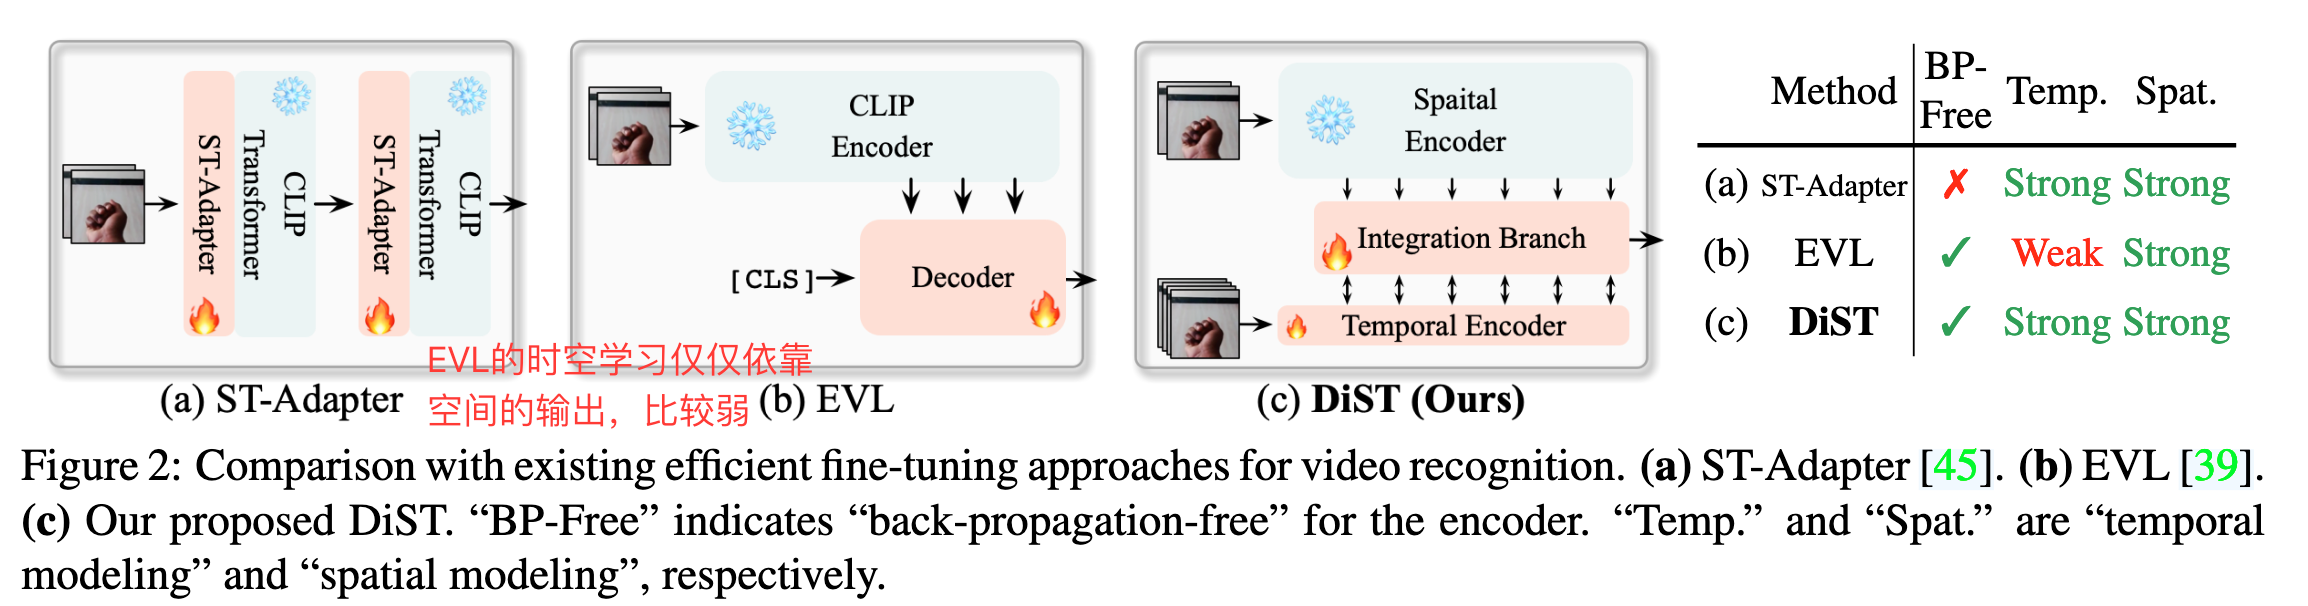 ST-Adapter
CLIP
Transformer
ST-Adapter
CLIP
Transformer
(a) ST-Adapter
CLIP
Encoder
[CLS]
Decoder
EVL的时空学习仅仅依靠
空间的输出，比较弱
(b) EVL
Spaital
Encoder
Integration Branch
Temporal Encoder
(c) DiST (Ours)
Method BP-Free Temp. Spat.
(a) ST-Adapter ✗ Strong Strong
(b) EVL ✓ Weak Strong
(c) DiST ✓ Strong Strong
Figure 2: Comparison with existing efficient fine-tuning approaches for video recognition. (a) ST-Adapter [45]. (b) EVL [39].
(c) Our proposed DiST. “BP-Free” indicates “back-propagation-free” for the encoder. “Temp.” and “Spat.” are “temporal
modeling” and “spatial modeling”, respectively.